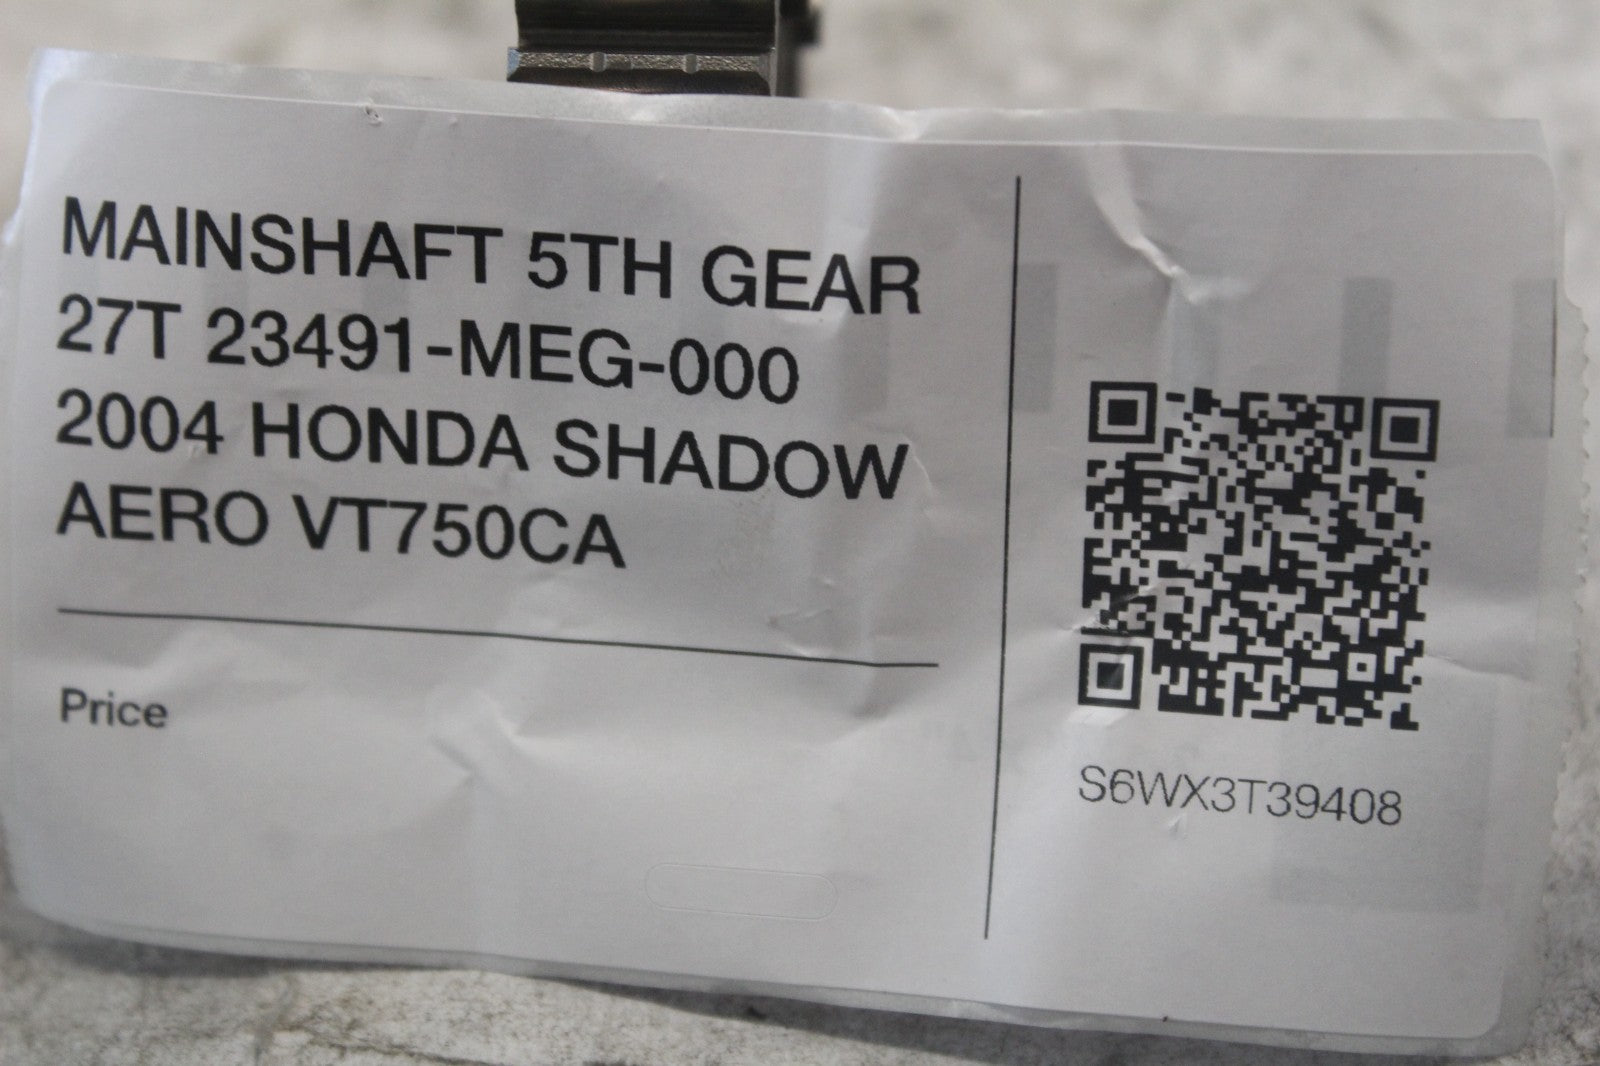 MAINSHAFT 5TH GEAR
27T 23491-MEG-000
2004 HONDA SHADOW
AERO VT750CA
Price
S6WX3T39408